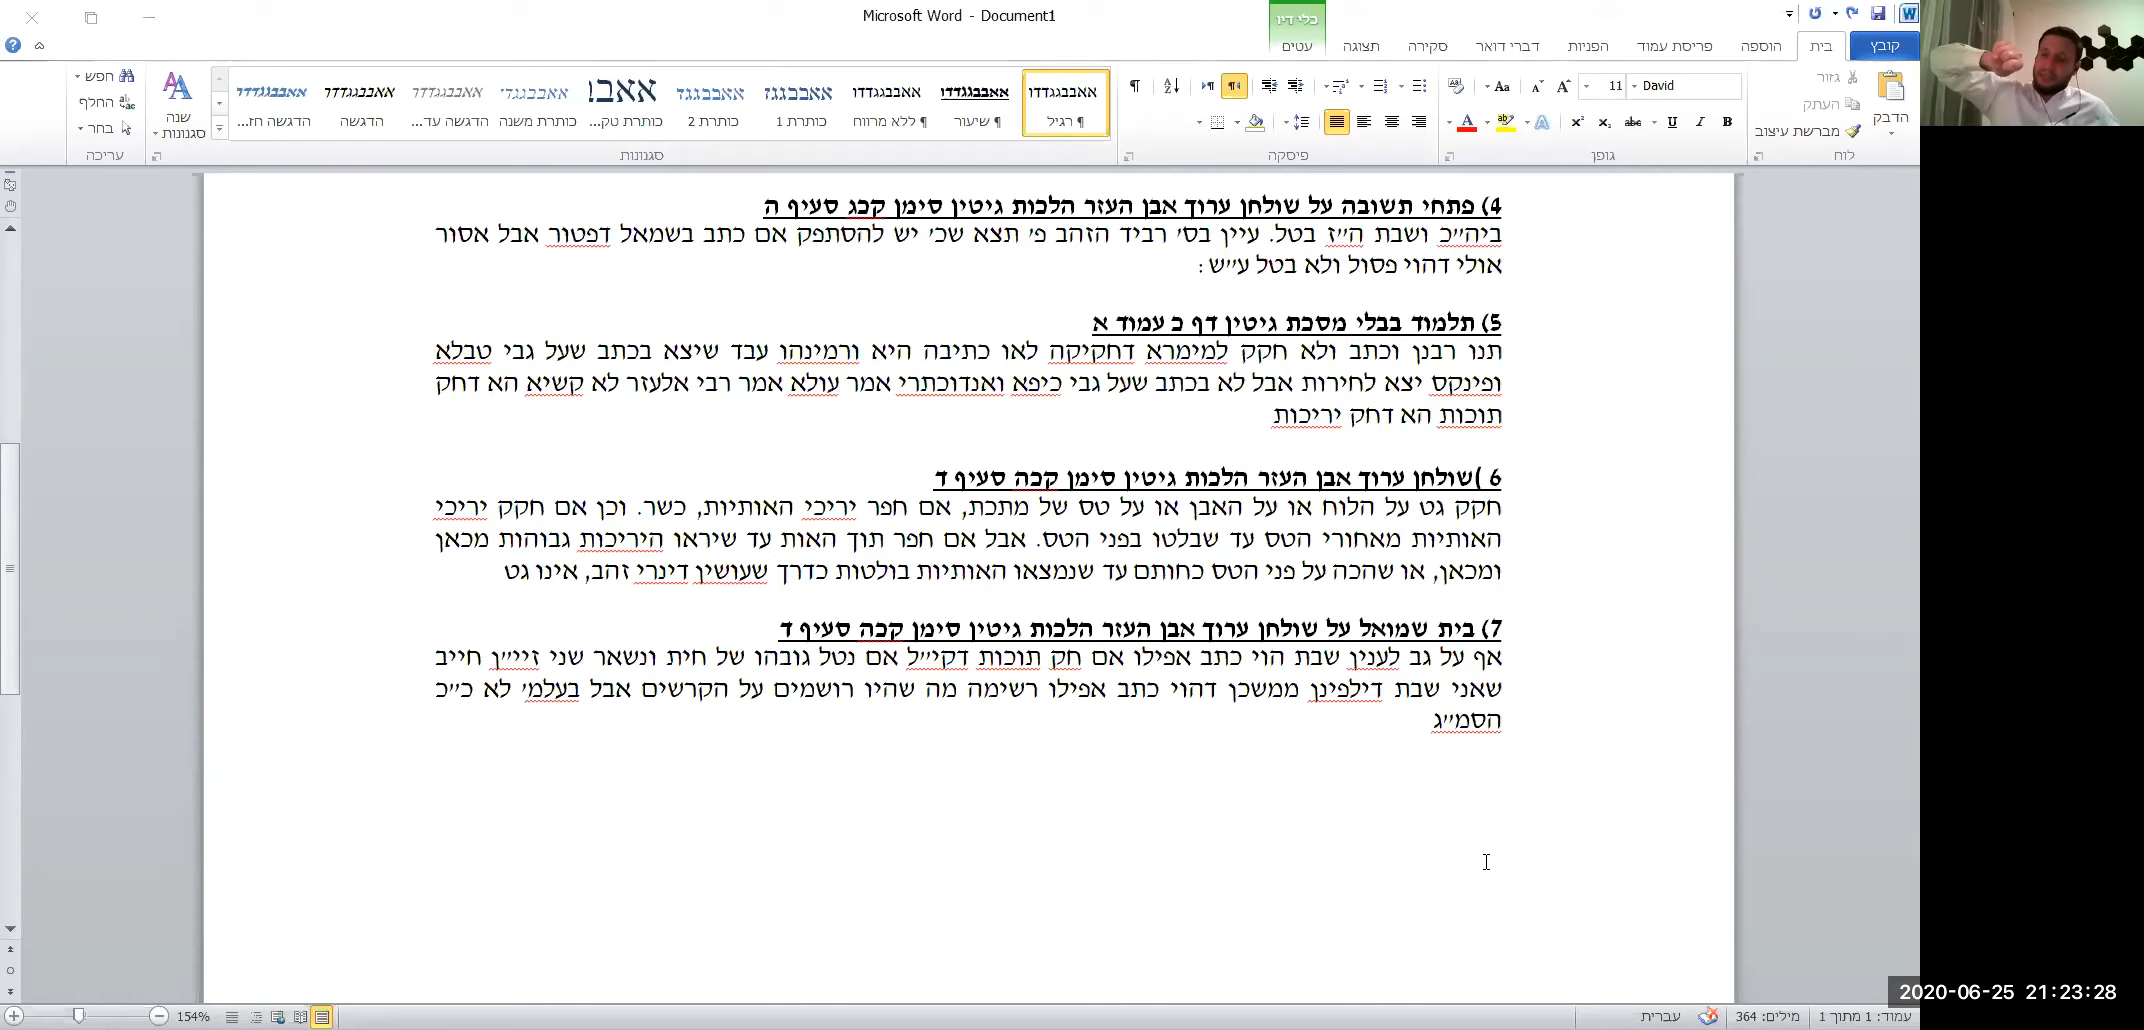 Microsoft Word - Document1
כלי דיו
קובץ
בית
הוספה
פריסת עמוד
הפניות
דברי דואר
סקירה
תצוגה
עטים
הדבק
גזור
העתק
מברשת עיצוב
לוח
David
11
גופן
פיסקה
אאבבגגדדו
¶ רגיל
אאבבגגדדו
¶ שיעור
אאבבגגדדו
¶ ללא מרווח
אאבבגגז
כותרת 1
אאבבגגדד
כותרת 2
אאבו
כותרת טק...
אאבבגגדי
כותרת משנה
אאבבגגדדו
הדגשה עד...
אאבבגגדדו
הדגשה
אאבבגגדדו
הדגשה חז...
שנה
סגנונות
סגנונות
חפש
החלף
בחר
עריכה
4) פתחי תשובה על שולחן ערוך אבן העזר הלכות גיטין סימן קכג סעיף ה
ביה"כ ושבת ה"ז בטל. עיין בס' רביד הזהב פ' תצא שכ' יש להסתפק אם כתב בשמאל דפטור אבל אסור
אולי דהוי פסול ולא בטל ע"ש :
5) תלמוד בבלי מסכת גיטין דף כ עמוד א
תנו רבנן וכתב ולא חקק למימרא דחקיקה לאו כתיבה היא ורמינהו עבד שיצא בכתב שעל גבי טבלא
ופינקס יצא לחירות אבל לא בכתב שעל גבי כיפא ואנדוכתרי אמר עולא אמר רבי אלעזר לא קשיא הא דחק
תוכות הא דחק יריכות
6 )שולחן ערוך אבן העזר הלכות גיטין סימן קכה סעיף ד
חקק גט על הלוח או על האבן או על טס של מתכת, אם חפר יריכי האותיות, כשר. וכן אם חקק יריכי
האותיות מאחורי הטס עד שבלטו בפני הטס. אבל אם חפר תוך האות עד שיראו היריכות גבוהות מכאן
ומכאן, או שהכה על פני הטס כחותם עד שנמצאו האותיות בולטות כדרך שעושין דינרי זהב, אינו גט
7) בית שמואל על שולחן ערוך אבן העזר הלכות גיטין סימן קכה סעיף ד
אף על גב לענין שבת הוי כתב אפילו אם חק תוכות דקי"ל אם נטל גובהו של חית ונשאר שני זיי"ן חייב
שאני שבת דילפינן ממשכן דהוי כתב אפילו רשימה מה שהיו רושמים על הקרשים אבל בעלמ' לא כ"כ
הסמ"ג
עמוד: 1 מתוך 1
מילים: 364
עברית
154%
2020-06-25 21:23:28